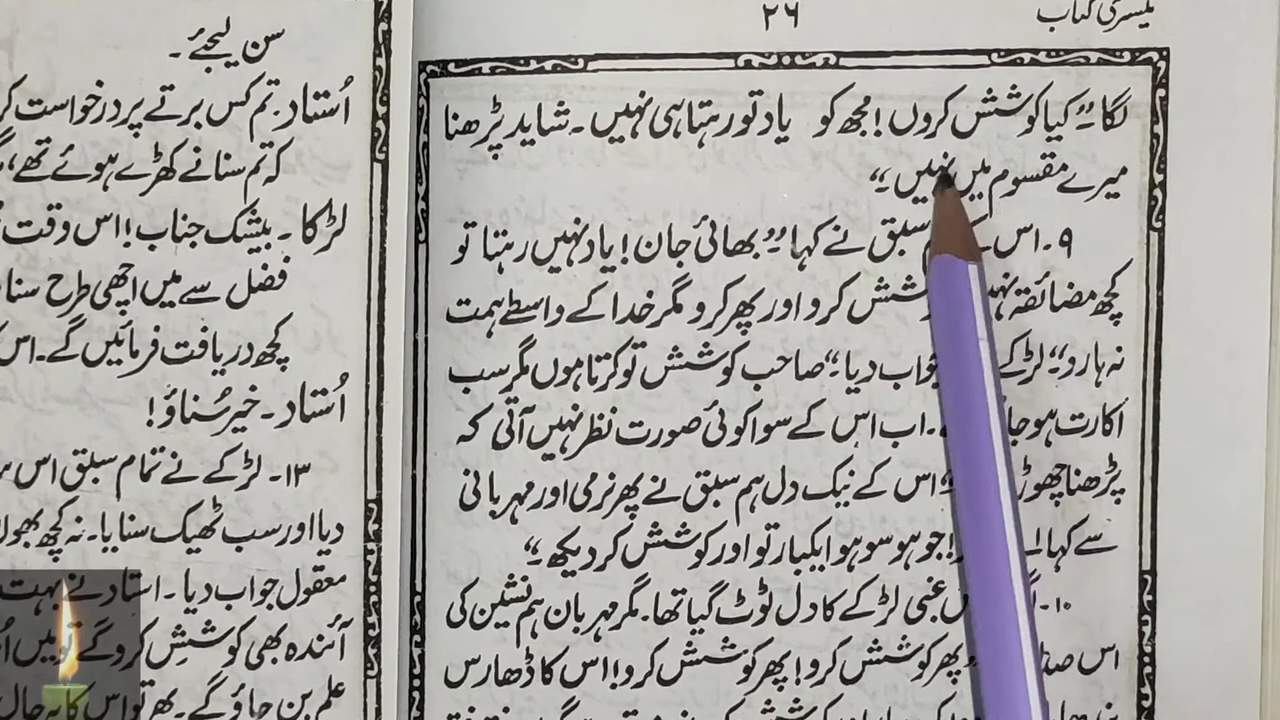 تیسری کتاب
۲۶
لگا۔" کیا کوشش کروں! مجھ کو یاد تو رہتا ہی نہیں۔ شاید پڑھنا
میرے مقسوم میں نہیں۔"
۹۔ اس سبق نے کہا۔" بھائی جان! یاد نہیں رہتا تو
کچھ مضائقہ کرو اور پھر کرو مگر خدا کے واسطے ہمت
نہ ہارو۔" لڑکے جواب دیا۔" صاحب کوشش تو کرتا ہوں مگر سب
اکارت ہو۔ اب اس کے سوا کوئی صورت نظر نہیں آتی کہ
پڑھنا چھوڑ اس کے نیک دل ہم سبق نے پھر نرمی اور مہربانی
سے کہا! جو ہو سو ہو ایکبار تو اور کوشش کر دیکھ۔"
۱۰۔ غبی لڑکے کا دل ٹوٹ گیا تھا۔ مگر مہربان ہم نشین کی
اس پھر کوشش کرو! پھر کوشش کرو! اس کا ڈھارس
سن لیجئے۔
اُستاد۔ تم کس برتے پر درخواست
کہ تم سنانے کھڑے ہوئے تھے،
لڑکا۔ بیشک جناب! اس وقت
فضل سے میں اچھی طرح
کچھ دریافت فرمائیں گے۔
اُستاد۔ خیر سُناؤ!
۱۳۔ لڑکے نے تمام سبق اس
دیا اور سب ٹھیک سنایا۔ نہ کچھ
معقول جواب دیا۔ استاد نے بہت
آئندہ بھی کوشش کرو گے تو میں
علم بن جاؤ گے۔ پھر تو اس کا یہ حال